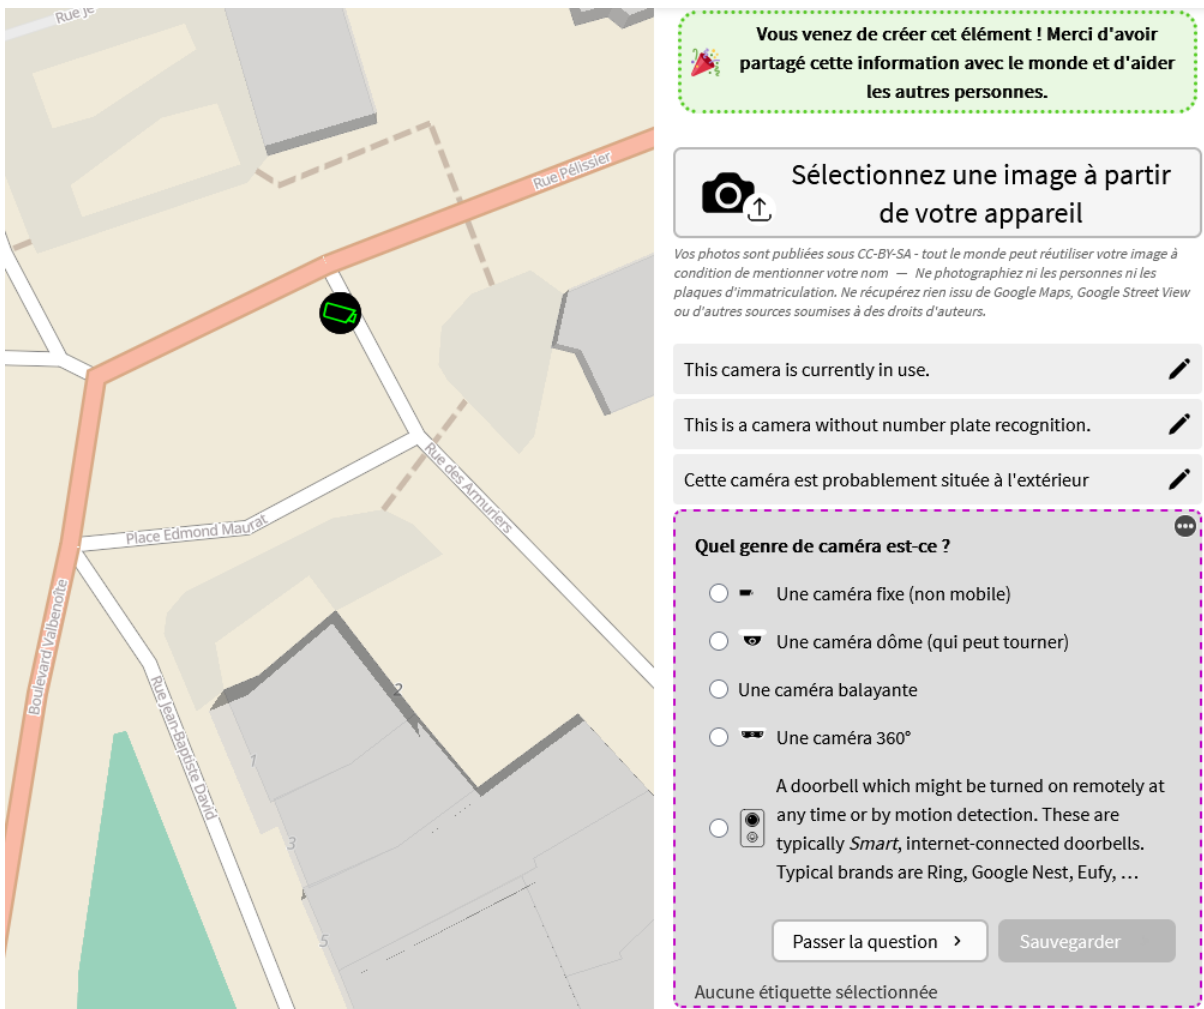 Rue Je
Rue Pélissier
Place Edmond Maurat
Rue des Armuriers
Boulevard Valbenoîte
Rue Jean-Baptiste David
2
1
3
5
Vous venez de créer cet élément ! Merci d'avoir
partagé cette information avec le monde et d'aider
les autres personnes.
Sélectionnez une image à partir
de votre appareil
Vos photos sont publiées sous CC-BY-SA - tout le monde peut réutiliser votre image à
condition de mentionner votre nom — Ne photographiez ni les personnes ni les
plaques d'immatriculation. Ne récupérez rien issu de Google Maps, Google Street View
ou d'autres sources soumises à des droits d'auteurs.
This camera is currently in use.
This is a camera without number plate recognition.
Cette caméra est probablement située à l'extérieur
Quel genre de caméra est-ce ?
Une caméra fixe (non mobile)
Une caméra dôme (qui peut tourner)
Une caméra balayante
Une caméra 360°
A doorbell which might be turned on remotely at
any time or by motion detection. These are
typically Smart, internet-connected doorbells.
Typical brands are Ring, Google Nest, Eufy, …
Passer la question >
Sauvegarder
Aucune étiquette sélectionnée